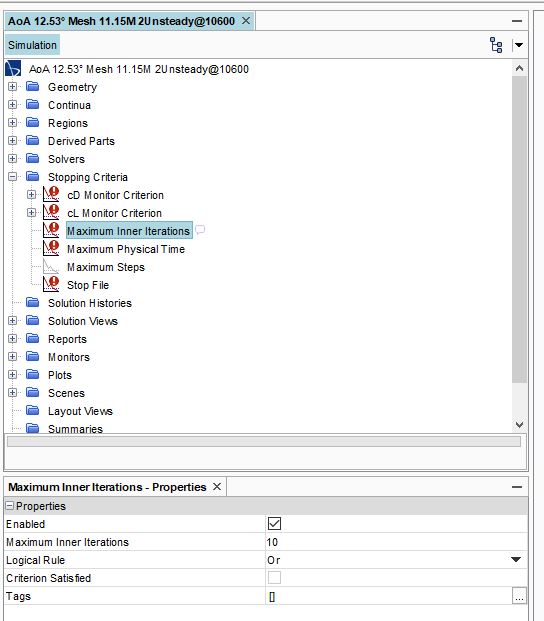 AoA 12.53° Mesh 11.15M 2Unsteady@10600 ×
Simulation
AoA 12.53° Mesh 11.15M 2Unsteady@10600
Geometry
Continua
Regions
Derived Parts
Solvers
Stopping Criteria
cD Monitor Criterion
cL Monitor Criterion
Maximum Inner Iterations
Maximum Physical Time
Maximum Steps
Stop File
Solution Histories
Solution Views
Reports
Monitors
Plots
Scenes
Layout Views
Summaries
Maximum Inner Iterations - Properties ×
Properties
Enabled
Maximum Inner Iterations 10
Logical Rule Or
Criterion Satisfied
Tags [] ...